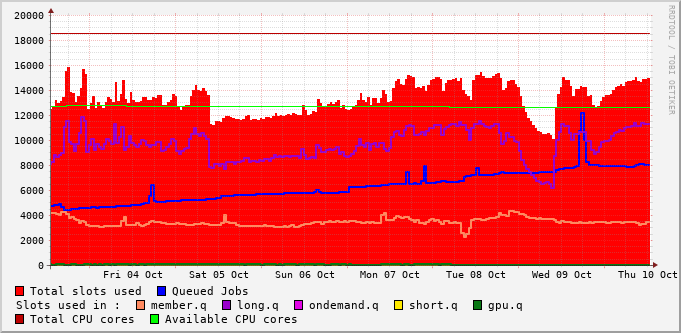 20000
18000
16000
14000
12000
10000
8000
6000
4000
2000
0
Fri 04 Oct Sat 05 Oct Sun 06 Oct Mon 07 Oct Tue 08 Oct Wed 09 Oct Thu 10 Oct
Total slots used Queued Jobs
Slots used in : member.q long.q ondemand.q short.q gpu.q
Total CPU cores Available CPU cores
RRDTOOL / TOBI OETIKER